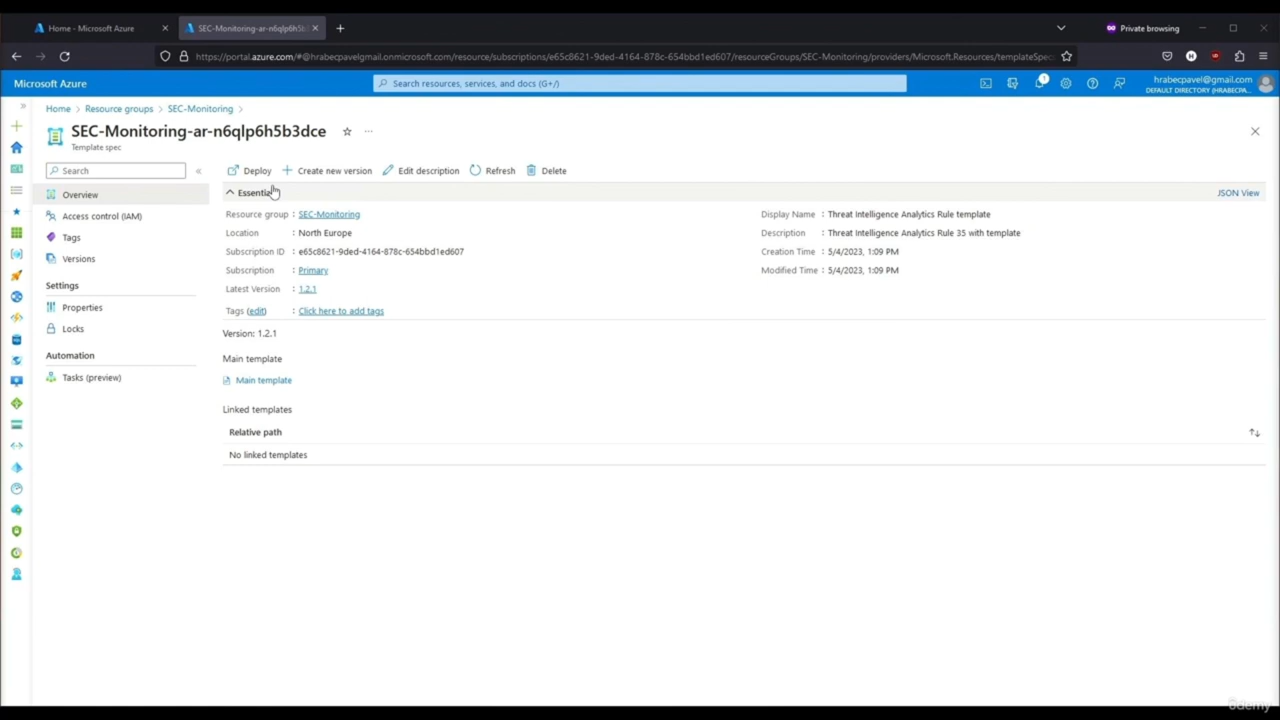 Home - Microsoft Azure
SEC-Monitoring-ar-n6qlp6h5b
Private browsing
https://portal.azure.com/#@hrabecpavelgmail.onmicrosoft.com/resource/subscriptions/e65c8621-9ded-4164-878c-654bbd1ed607/resourceGroups/SEC-Monitoring/providers/Microsoft.Resources/templateSpec
Microsoft Azure
Search resources, services, and docs (G+/)
1
hrabecpavel@gmail.com
DEFAULT DIRECTORY (HRABECPA...
Home > Resource groups > SEC-Monitoring >
SEC-Monitoring-ar-n6qlp6h5b3dce
Template spec
Search
Deploy
Create new version
Edit description
Refresh
Delete
Overview
Access control (IAM)
Tags
Versions
Settings
Properties
Locks
Automation
Tasks (preview)
Essentials
JSON View
Resource group : SEC-Monitoring
Location : North Europe
Subscription ID : e65c8621-9ded-4164-878c-654bbd1ed607
Subscription : Primary
Latest Version : 1.2.1
Tags (edit) : Click here to add tags
Display Name : Threat Intelligence Analytics Rule template
Description : Threat Intelligence Analytics Rule 35 with template
Creation Time : 5/4/2023, 1:09 PM
Modified Time : 5/4/2023, 1:09 PM
Version: 1.2.1
Main template
Main template
Linked templates
Relative path
No linked templates
ûdemy